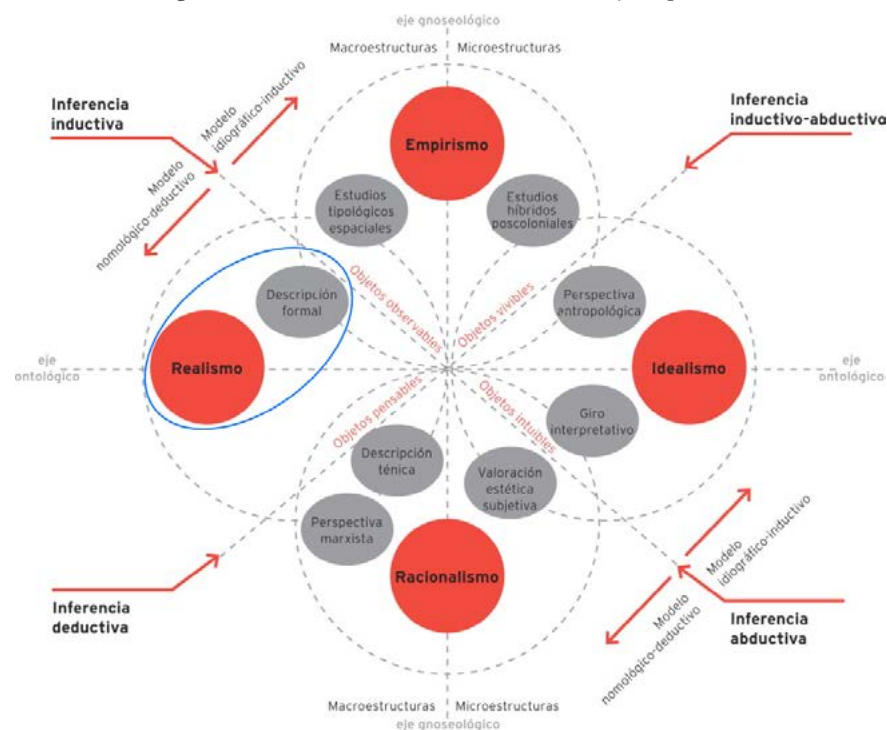 eje gnoseológico
Macroestructuras
Microestructuras
Inferencia
inductiva
Modelo
idiográfico-inductivo
Modelo
nomológico-deductivo
Inferencia
inductivo-abductivo
Empirismo
Estudios
tipológicos
espaciales
Estudios
híbridos
poscoloniales
Descripción
formal
Objetos observables
Objetos vivibles
Perspectiva
antropológica
eje
ontológico
Realismo
Idealismo
eje
ontológico
Objetos pensables
Objetos intuibles
Giro
interpretativo
Descripción
ténica
Valoración
estética
subjetiva
Perspectiva
marxista
Racionalismo
Inferencia
deductiva
Modelo
idiográfico-inductivo
Modelo
nomológico-deductivo
Inferencia
abductiva
Macroestructuras
Microestructuras
eje gnoseológico